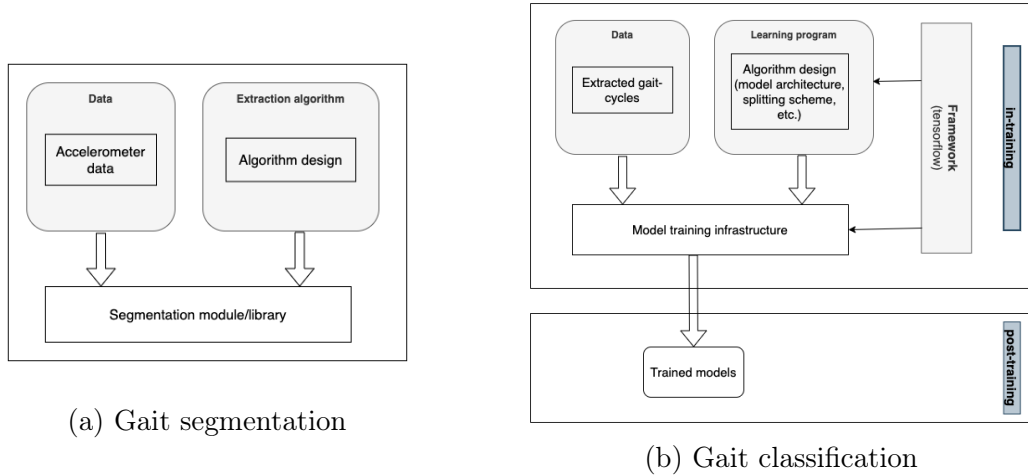 Data
Extraction algorithm
Accelerometer
data
Algorithm design
Segmentation module/library
(a) Gait segmentation
Data
Learning program
Extracted gait-
cycles
Algorithm design
(model architecture,
splitting scheme,
etc.)
Framework
(tensorflow)
in-training
Model training infrastructure
Trained models
post-training
(b) Gait classification